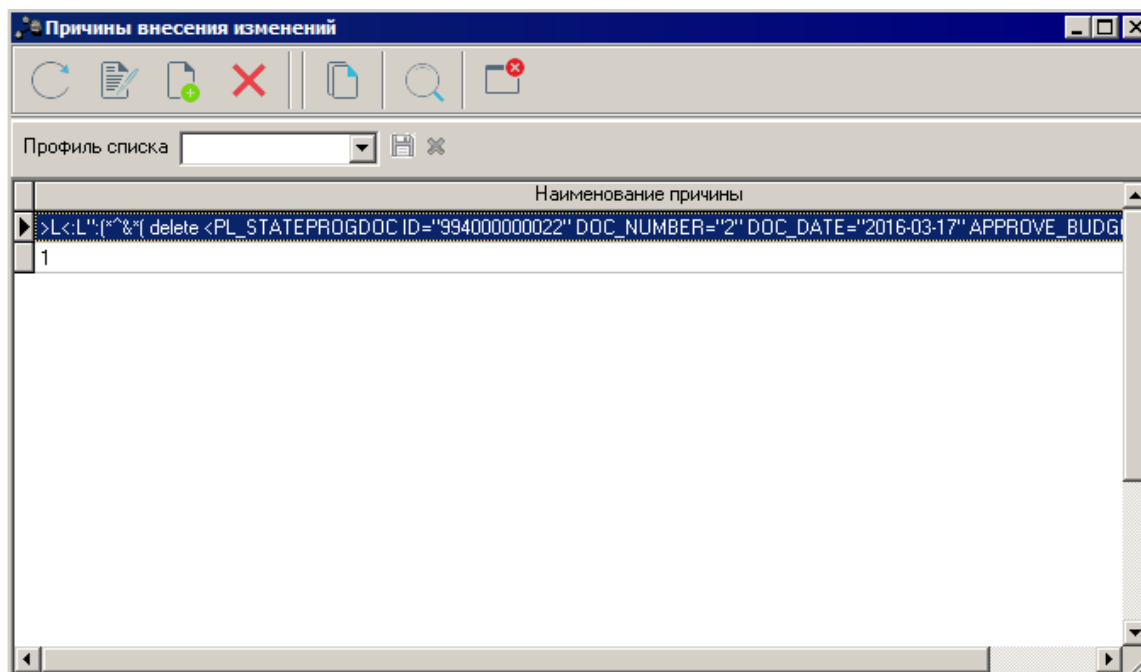 Причины внесения изменений
Профиль списка
Наименование причины
>L<:L":(*^&*( delete <PL_STATEPROGDOC ID="994000000022" DOC_NUMBER="2" DOC_DATE="2016-03-17" APPROVE_BUDG
1